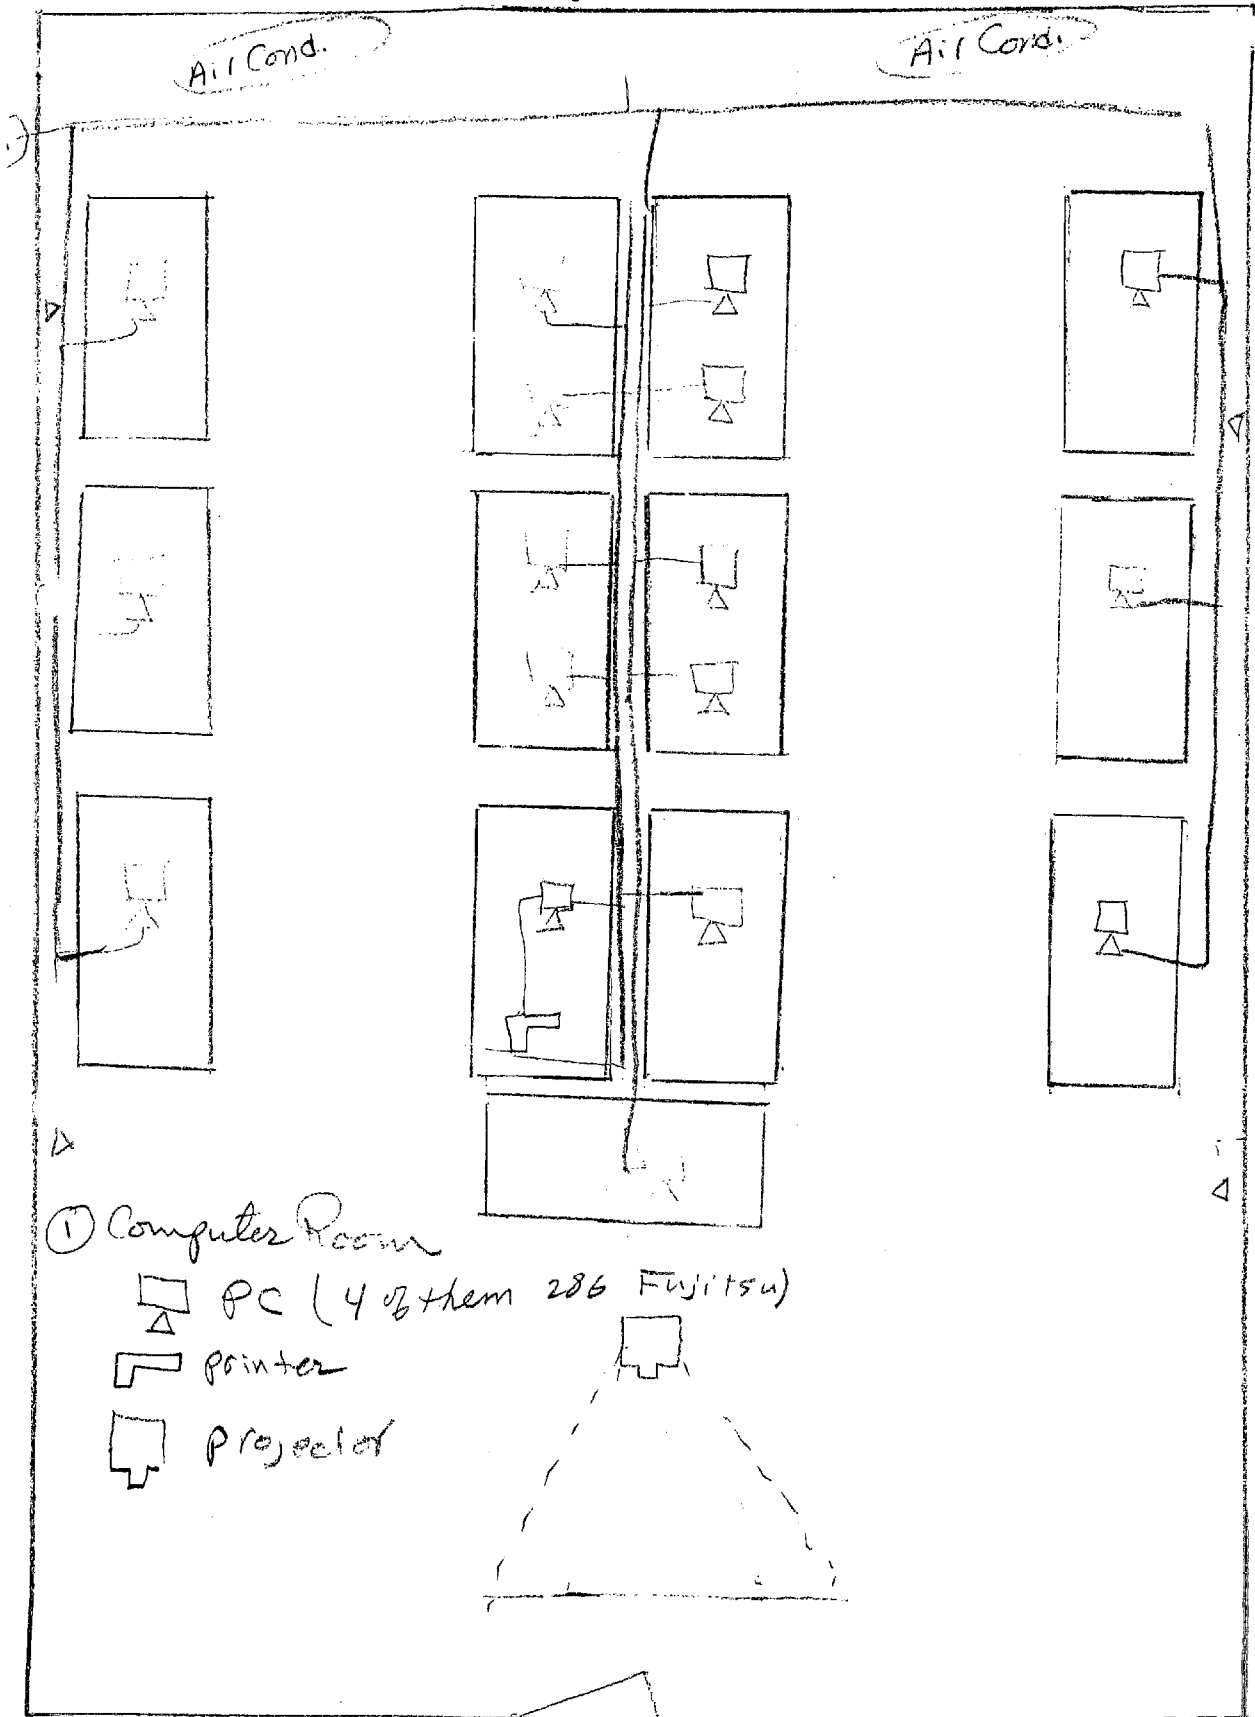 Air Cond.
Air Cond.
① Computer Room
PC (4 of them 286 Fujitsu)
printer
projector